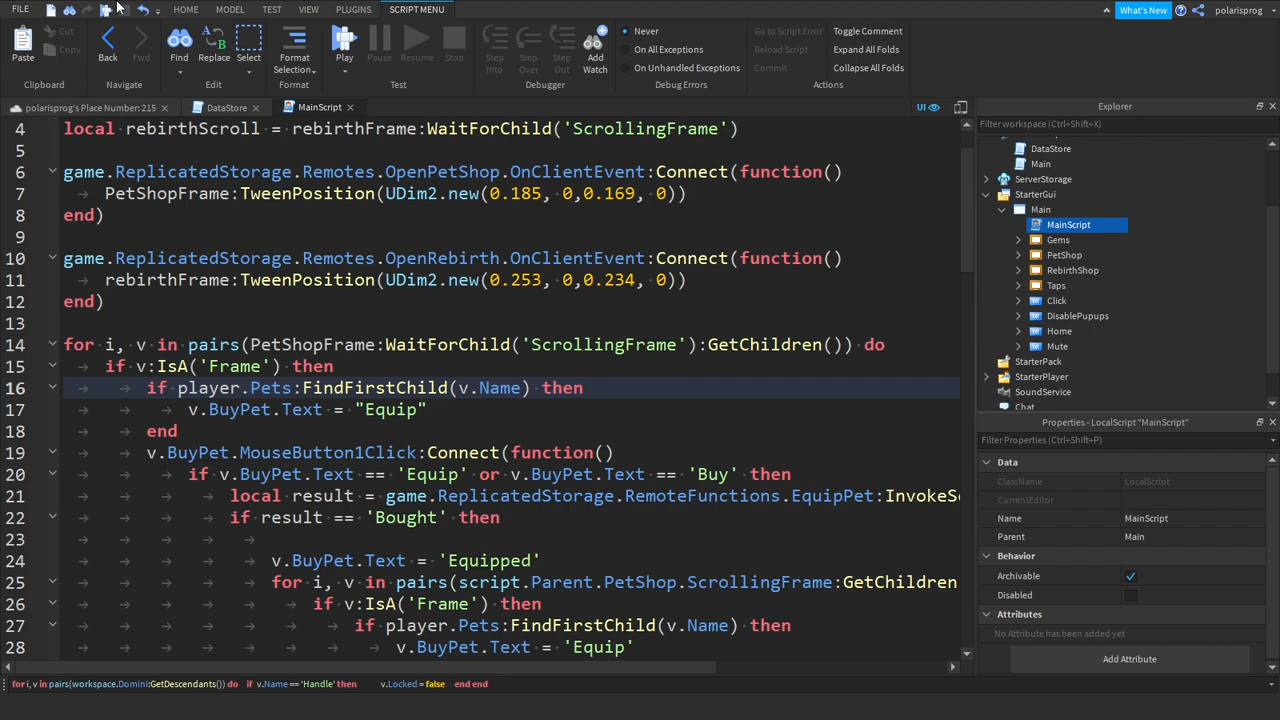 FILE HOME MODEL TEST VIEW PLUGINS SCRIPT MENU What's New polarisprog
Paste Cut Copy Back Fwd Find Replace Select Format Selection Play Pause Resume Stop Step Into Step Over Step Out Add Watch Never On All Exceptions On Unhandled Exceptions Go to Script Error Reload Script Commit Toggle Comment Expand All Folds Collapse All Folds
Clipboard Navigate Edit Format Test Debugger Debug Errors Actions
polarisprog's Place Number: 215 DataStore MainScript UI
4 local rebirthScroll = rebirthFrame:WaitForChild('ScrollingFrame')
5
6 game.ReplicatedStorage.Remotes.OpenPetShop.OnClientEvent:Connect(function()
7 PetShopFrame:TweenPosition(UDim2.new(0.185, 0,0.169, 0))
8 end)
9
10 game.ReplicatedStorage.Remotes.OpenRebirth.OnClientEvent:Connect(function()
11 rebirthFrame:TweenPosition(UDim2.new(0.253, 0,0.234, 0))
12 end)
13
14 for i, v in pairs(PetShopFrame:WaitForChild('ScrollingFrame'):GetChildren()) do
15 if v:IsA('Frame') then
16 if player.Pets:FindFirstChild(v.Name) then
17 v.BuyPet.Text = "Equip"
18 end
19 v.BuyPet.MouseButton1Click:Connect(function()
20 if v.BuyPet.Text == 'Equip' or v.BuyPet.Text == 'Buy' then
21 local result = game.ReplicatedStorage.RemoteFunctions.EquipPet:InvokeSe
22 if result == 'Bought' then
23
24 v.BuyPet.Text = 'Equipped'
25 for i, v in pairs(script.Parent.PetShop.ScrollingFrame:GetChildren
26 if v:IsA('Frame') then
27 if player.Pets:FindFirstChild(v.Name) then
28 v.BuyPet.Text = 'Equip'
for i, v in pairs(workspace.Domini:GetDescendants()) do if v.Name == 'Handle' then v.Locked = false end end
Explorer
Filter workspace (Ctrl+Shift+X)
DataStore
Main
ServerStorage
StarterGui
Main
MainScript
Gems
PetShop
RebirthShop
Taps
Click
DisablePupups
Home
Mute
StarterPack
StarterPlayer
SoundService
Chat
Properties - LocalScript "MainScript"
Filter Properties (Ctrl+Shift+P)
Data
ClassName LocalScript
CurrentEditor
Name MainScript
Parent Main
Behavior
Archivable
Disabled
Attributes
No Attribute has been added yet
Add Attribute